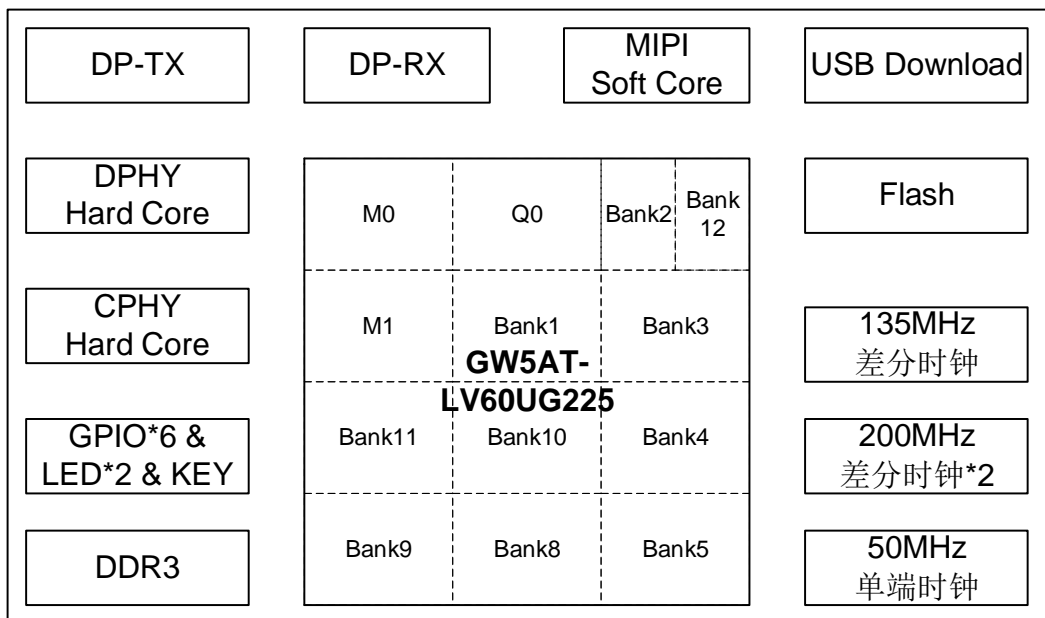 DP-TX
DP-RX
MIPI
Soft Core
USB Download
DPHY
Hard Core
M0
Q0
Bank2
Bank
12
Flash
CPHY
Hard Core
M1
Bank1
Bank3
135MHz
差分时钟
GW5AT-
LV60UG225
GPIO*6 &
LED*2 & KEY
Bank11
Bank10
Bank4
200MHz
差分时钟*2
DDR3
Bank9
Bank8
Bank5
50MHz
单端时钟